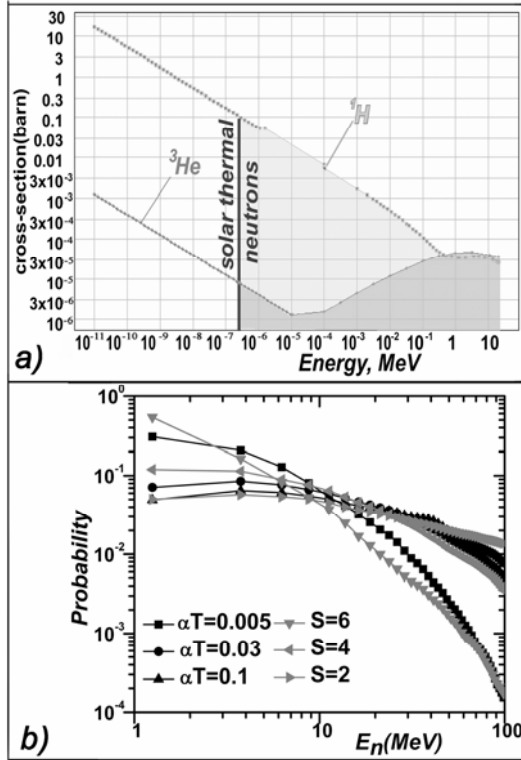 30
10
3
1
0.3
0.1
0.03
0.01
3x10⁻³
10⁻³
3x10⁻⁴
10⁻⁴
3x10⁻⁵
10⁻⁵
3x10⁻⁶
10⁻⁶
cross-section(barn)
³He
solar thermal
neutrons
¹H
10⁻¹¹ 10⁻¹⁰ 10⁻⁹ 10⁻⁸ 10⁻⁷ 10⁻⁶ 10⁻⁵ 10⁻⁴ 10⁻³ 10⁻² 10⁻¹ 1 10
a)
Energy, MeV
10⁰
10⁻¹
10⁻²
10⁻³
10⁻⁴
Probability
αT=0.005
αT=0.03
αT=0.1
S=6
S=4
S=2
1 10 100
b)
Eₙ(MeV)